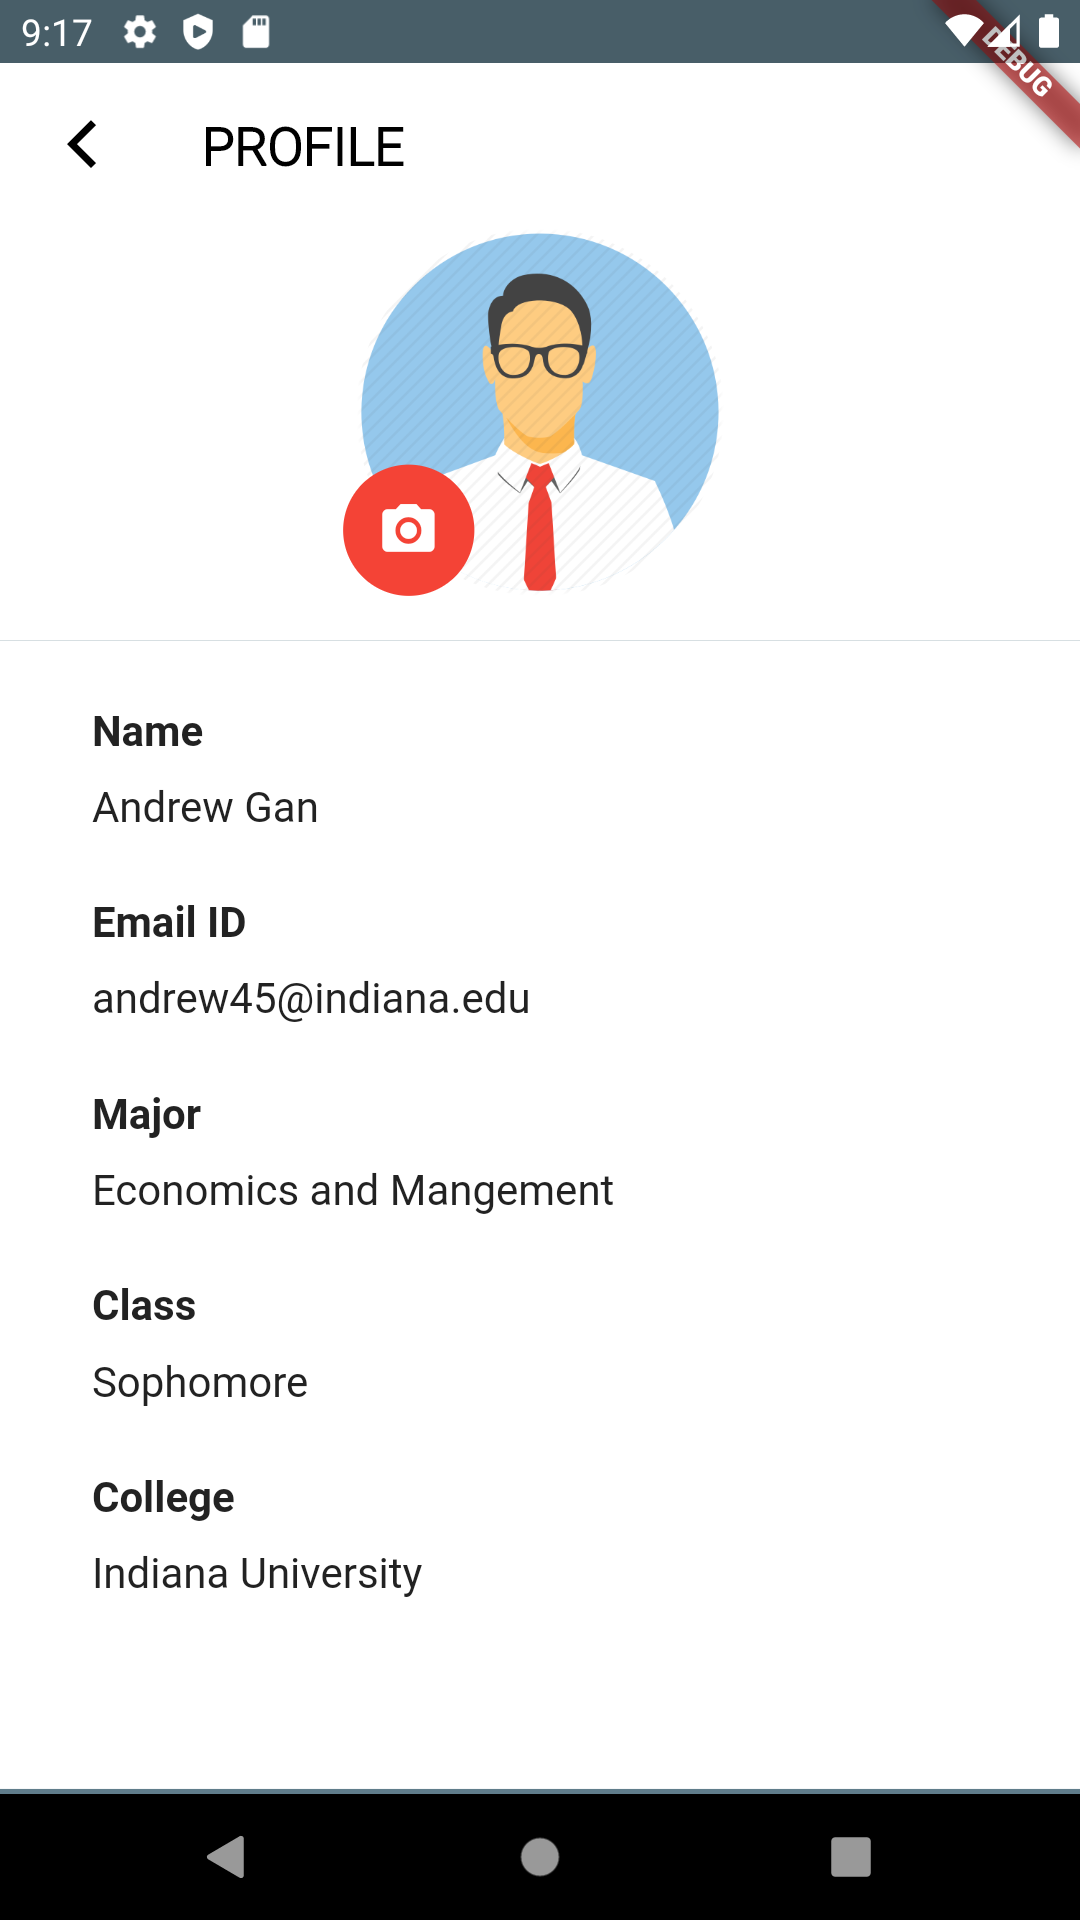 9:17
DEBUG
PROFILE
Name
Andrew Gan
Email ID
andrew45@indiana.edu
Major
Economics and Mangement
Class
Sophomore
College
Indiana University